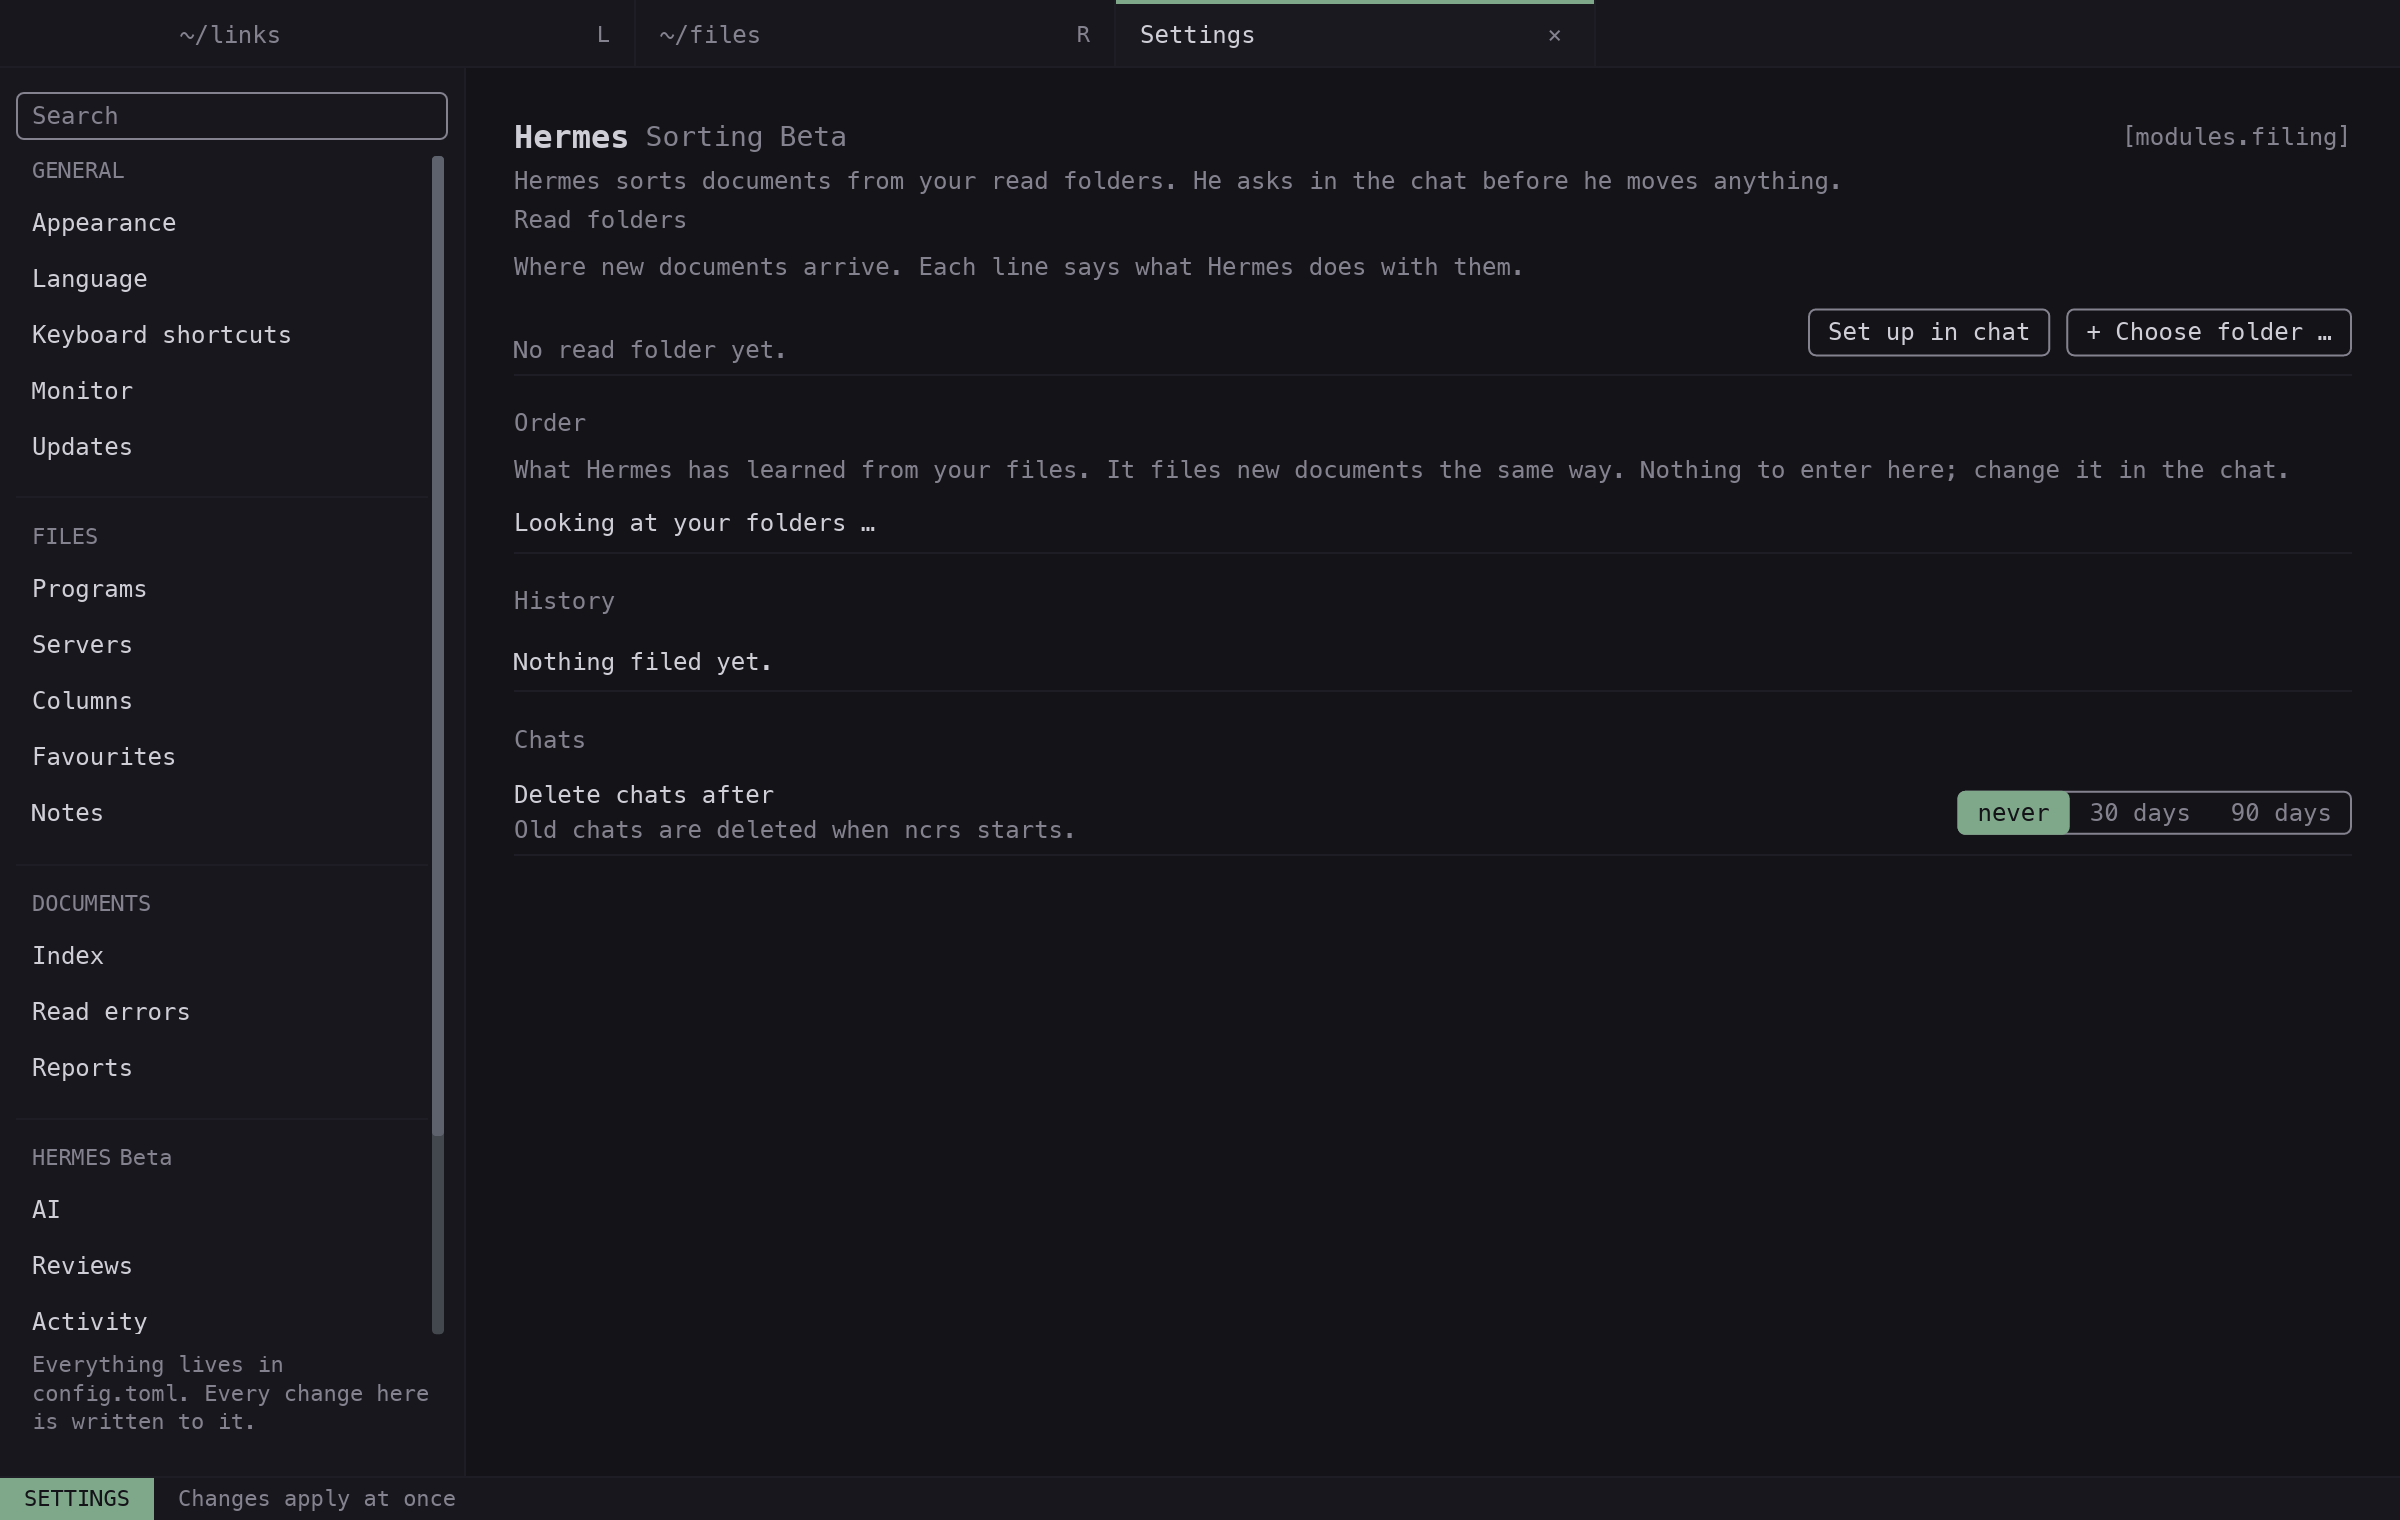 ~/links L ~/files R Settings ×
Search
GENERAL
Appearance
Language
Keyboard shortcuts
Monitor
Updates
FILES
Programs
Servers
Columns
Favourites
Notes
DOCUMENTS
Index
Read errors
Reports
HERMES Beta
AI
Reviews
Activity
Everything lives in
config.toml. Every change here
is written to it.
Hermes Sorting Beta [modules.filing]
Hermes sorts documents from your read folders. He asks in the chat before he moves anything.
Read folders
Where new documents arrive. Each line says what Hermes does with them.
No read folder yet. Set up in chat + Choose folder …
Order
What Hermes has learned from your files. It files new documents the same way. Nothing to enter here; change it in the chat.
Looking at your folders …
History
Nothing filed yet.
Chats
Delete chats after
Old chats are deleted when ncrs starts.
never 30 days 90 days
SETTINGS Changes apply at once